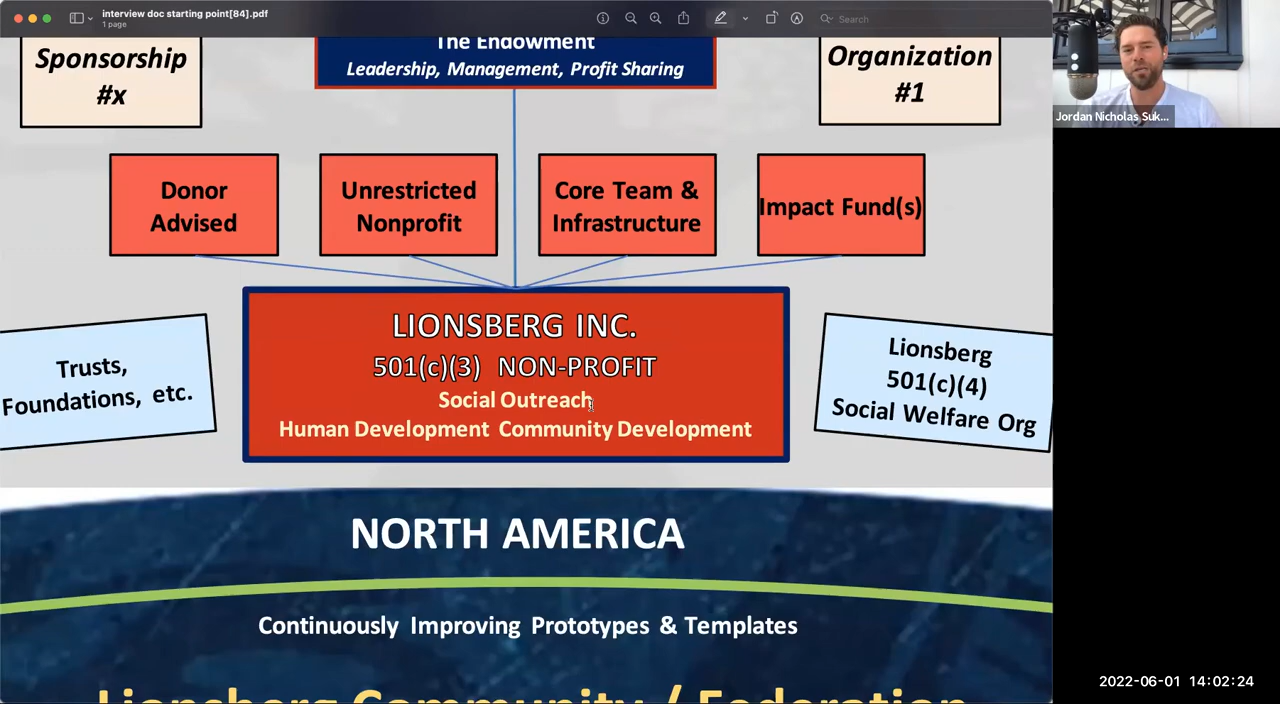 interview doc starting point[84].pdf
1 page
Search
Sponsorship
#x
The Endowment
Leadership, Management, Profit Sharing
Organization
#1
Donor
Advised
Unrestricted
Nonprofit
Core Team &
Infrastructure
Impact Fund(s)
Trusts,
Foundations, etc.
LIONSBERG INC.
501(c)(3) NON-PROFIT
Social Outreach
Human Development Community Development
Lionsberg
501(c)(4)
Social Welfare Org
NORTH AMERICA
Continuously Improving Prototypes & Templates
Lionsberg Community / Federation
Jordan Nicholas Suk...
2022-06-01 14:02:24